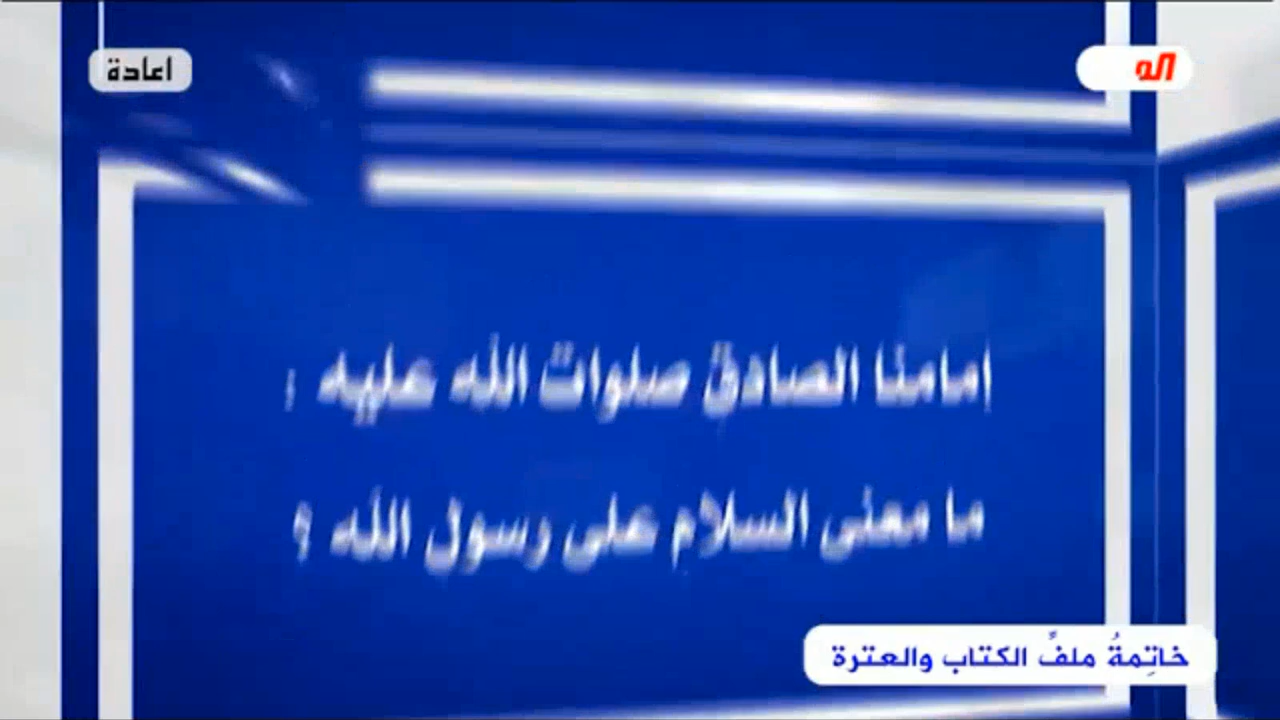 اعادة
إمامنا الصادق صلوات الله عليه :
ما معنى السلام على رسول الله ؟
خاتِمةُ ملفِّ الكتاب والعترة